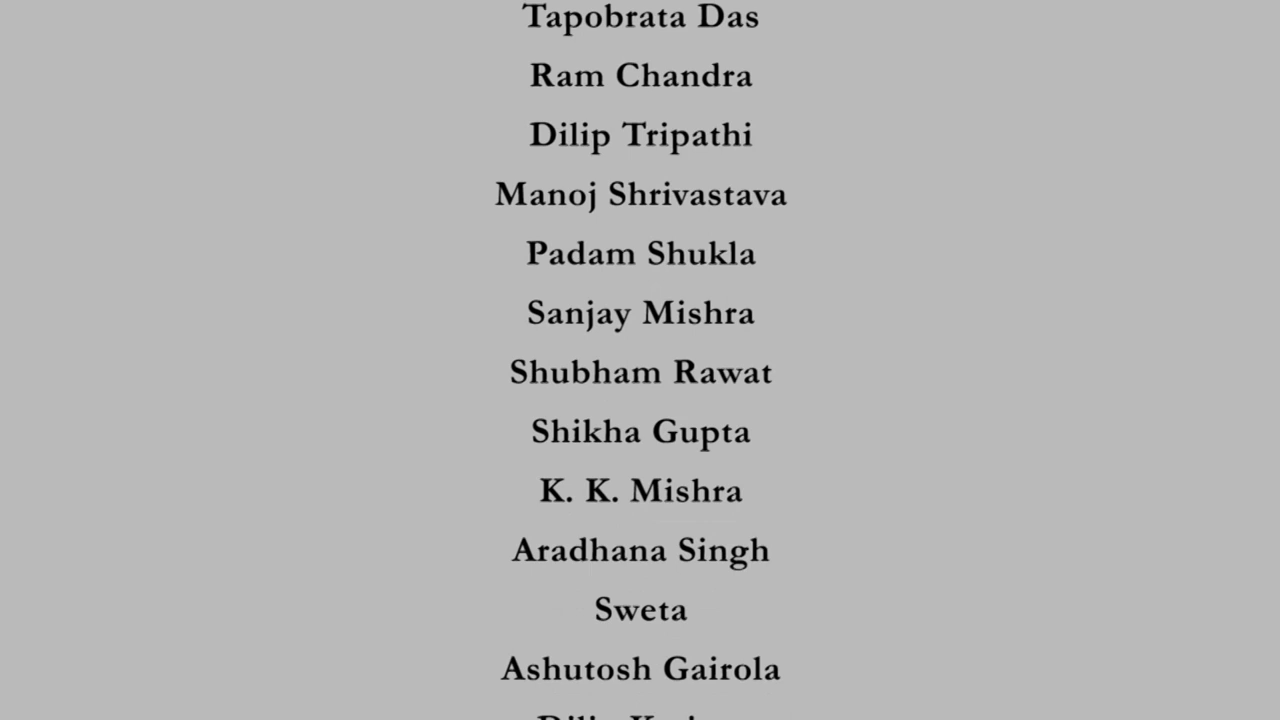 Tapobrata Das
Ram Chandra
Dilip Tripathi
Manoj Shrivastava
Padam Shukla
Sanjay Mishra
Shubham Rawat
Shikha Gupta
K. K. Mishra
Aradhana Singh
Sweta
Ashutosh Gairola